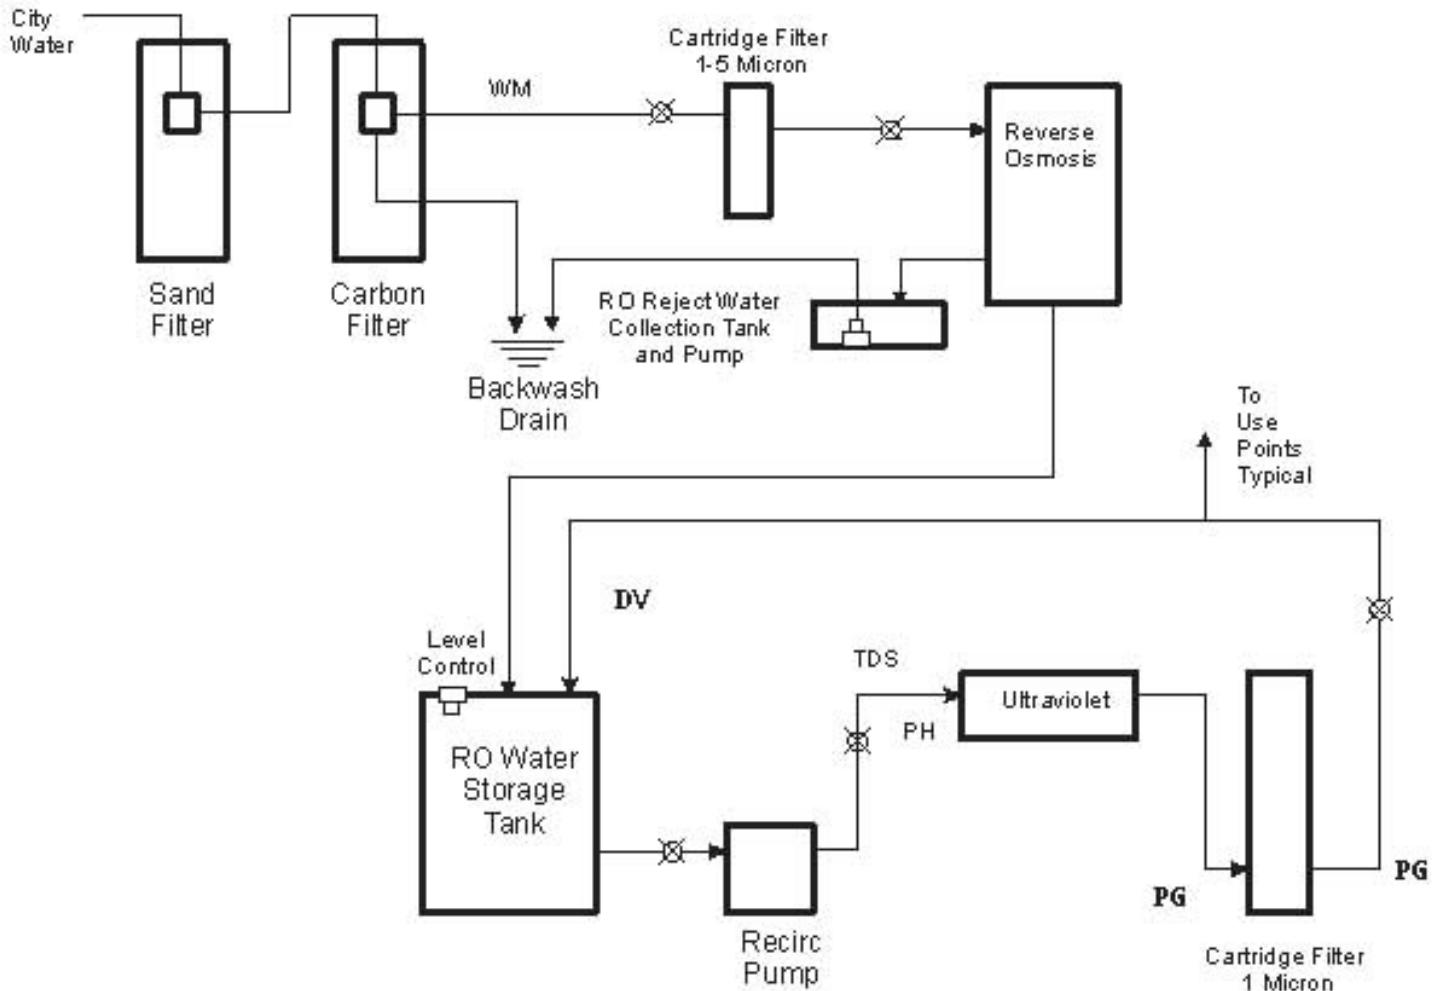 City
Water
Sand
Filter
Carbon
Filter
WM
Cartridge Filter
1-5 Micron
Reverse
Osmosis
RO Reject Water
Collection Tank
and Pump
Backwash
Drain
To
Use
Points
Typical
DV
Level
Control
RO Water
Storage
Tank
Recirc
Pump
TDS
PH
Ultraviolet
PG
PG
Cartridge Filter
1 Micron